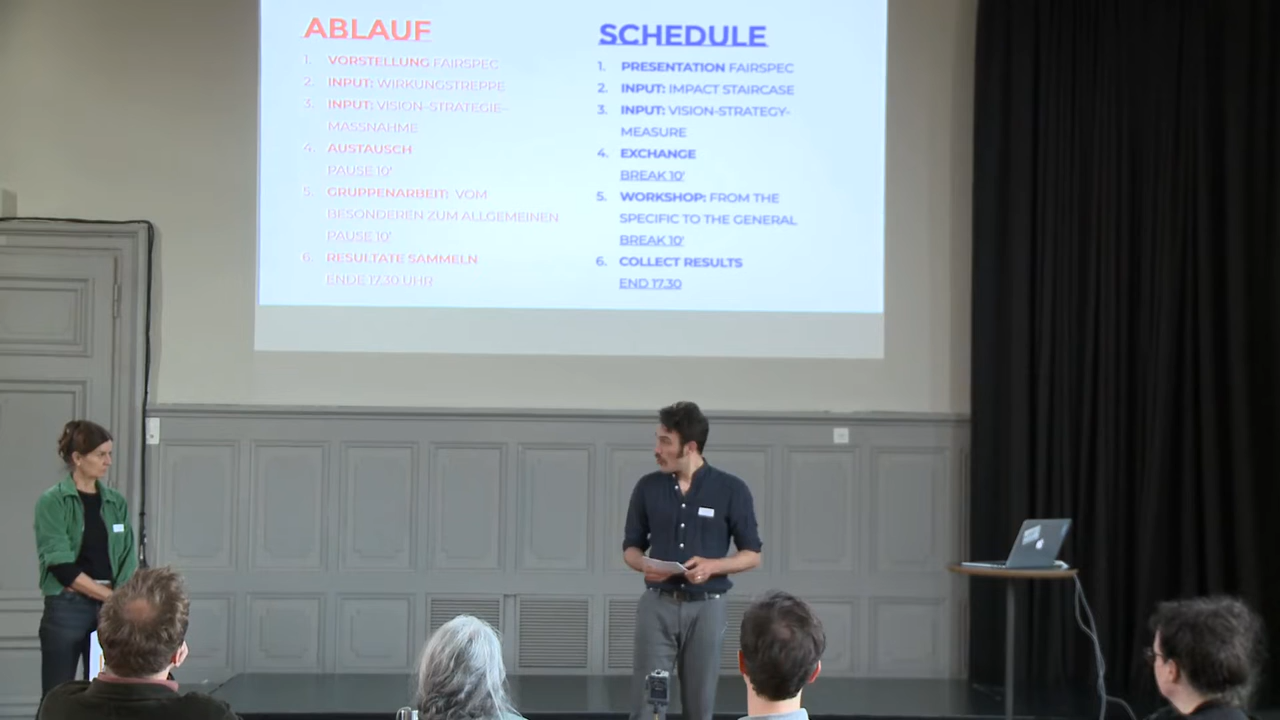 ABLAUF
1. VORSTELLUNG FAIRSPEC
2. INPUT: WIRKUNGSTREPPE
3. INPUT: VISION-STRATEGIE-
MASSNAHME
4. AUSTAUSCH
PAUSE 10'
5. GRUPPENARBEIT: VOM
BESONDEREN ZUM ALLGEMEINEN
PAUSE 10'
6. RESULTATE SAMMELN
ENDE 17.30 UHR
SCHEDULE
1. PRESENTATION FAIRSPEC
2. INPUT: IMPACT STAIRCASE
3. INPUT: VISION-STRATEGY-
MEASURE
4. EXCHANGE
BREAK 10'
5. WORKSHOP: FROM THE
SPECIFIC TO THE GENERAL
BREAK 10'
6. COLLECT RESULTS
END 17.30